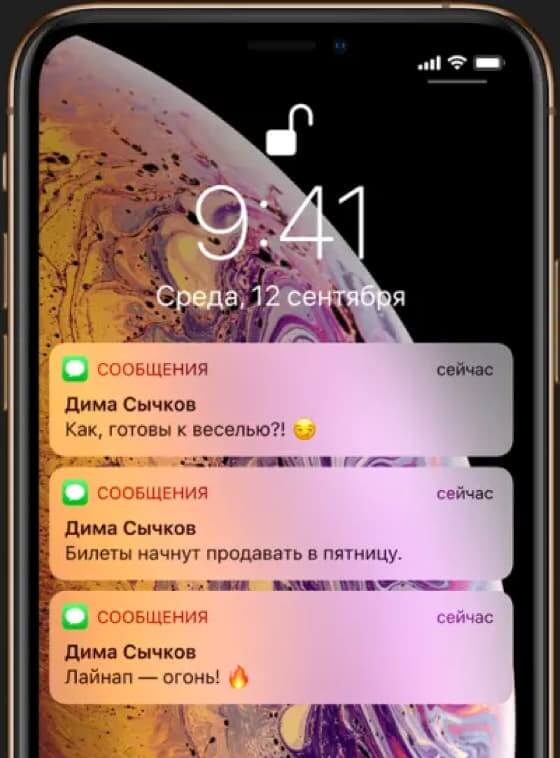 9:41
Среда, 12 сентября
СООБЩЕНИЯ сейчас
Дима Сычков
Как, готовы к веселью?! 😏
СООБЩЕНИЯ сейчас
Дима Сычков
Билеты начнут продавать в пятницу.
СООБЩЕНИЯ сейчас
Дима Сычков
Лайнап — огонь! 🔥